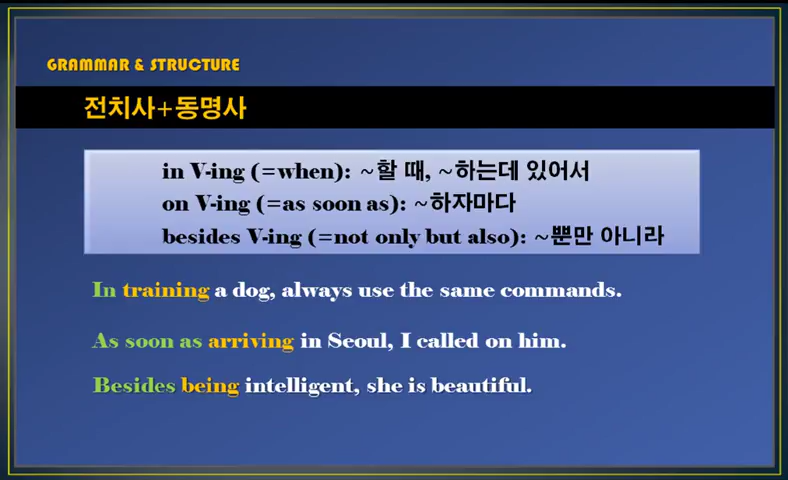 GRAMMAR & STRUCTURE
전치사+동명사
in V-ing (=when): ~할 때, ~하는데 있어서
on V-ing (=as soon as): ~하자마다
besides V-ing (=not only but also): ~뿐만 아니라
In training a dog, always use the same commands.
As soon as arriving in Seoul, I called on him.
Besides being intelligent, she is beautiful.